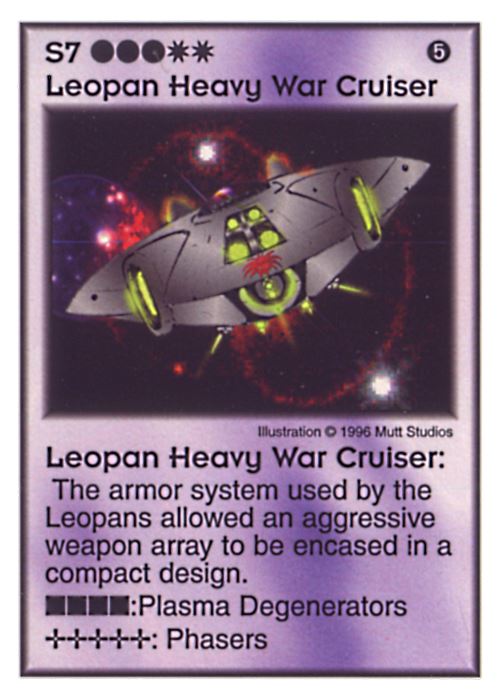 S7 ●●●✷✷ ❺
Leopan Heavy War Cruiser
Illustration © 1996 Mutt Studios
Leopan Heavy War Cruiser:
The armor system used by the
Leopans allowed an aggressive
weapon array to be encased in a
compact design.
■■■■:Plasma Degenerators
✛✛✛✛✛: Phasers